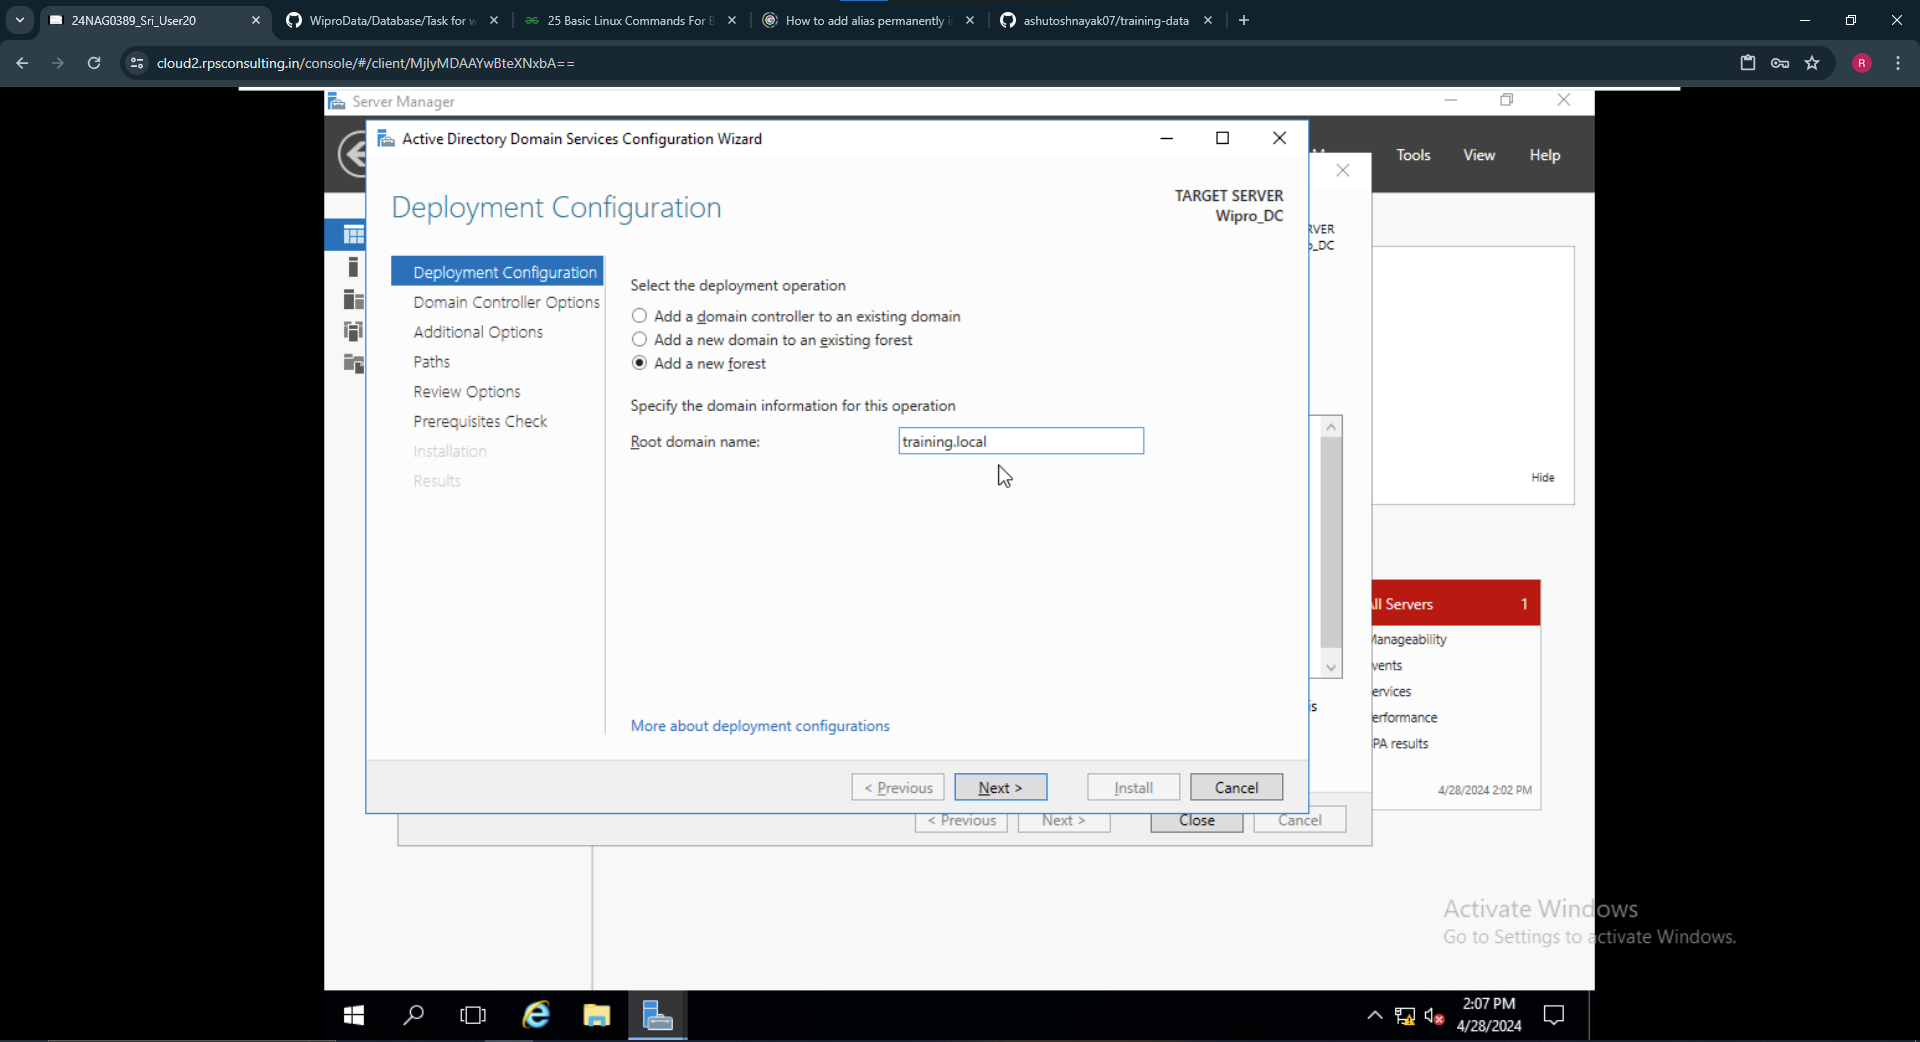 24NAG0389_Sri_User20
WiproData/Database/Task for w
25 Basic Linux Commands For B
How to add alias permanently i
ashutoshnayak07/training-data
cloud2.rpsconsulting.in/console/#/client/MjIyMDAAYwBteXNxbA==
R
Server Manager
Active Directory Domain Services Configuration Wizard
Tools
View
Help
Deployment Configuration
TARGET SERVER
Wipro_DC
RVER
o_DC
Deployment Configuration
Domain Controller Options
Additional Options
Paths
Review Options
Prerequisites Check
Installation
Results
Select the deployment operation
Add a domain controller to an existing domain
Add a new domain to an existing forest
Add a new forest
Specify the domain information for this operation
Root domain name:
training.local
Hide
More about deployment configurations
< Previous
Next >
Install
Cancel
is
All Servers
1
Manageability
vents
ervices
erformance
PA results
4/28/2024 2:02 PM
< Previous
Next >
Close
Cancel
Activate Windows
Go to Settings to activate Windows.
2:07 PM
4/28/2024